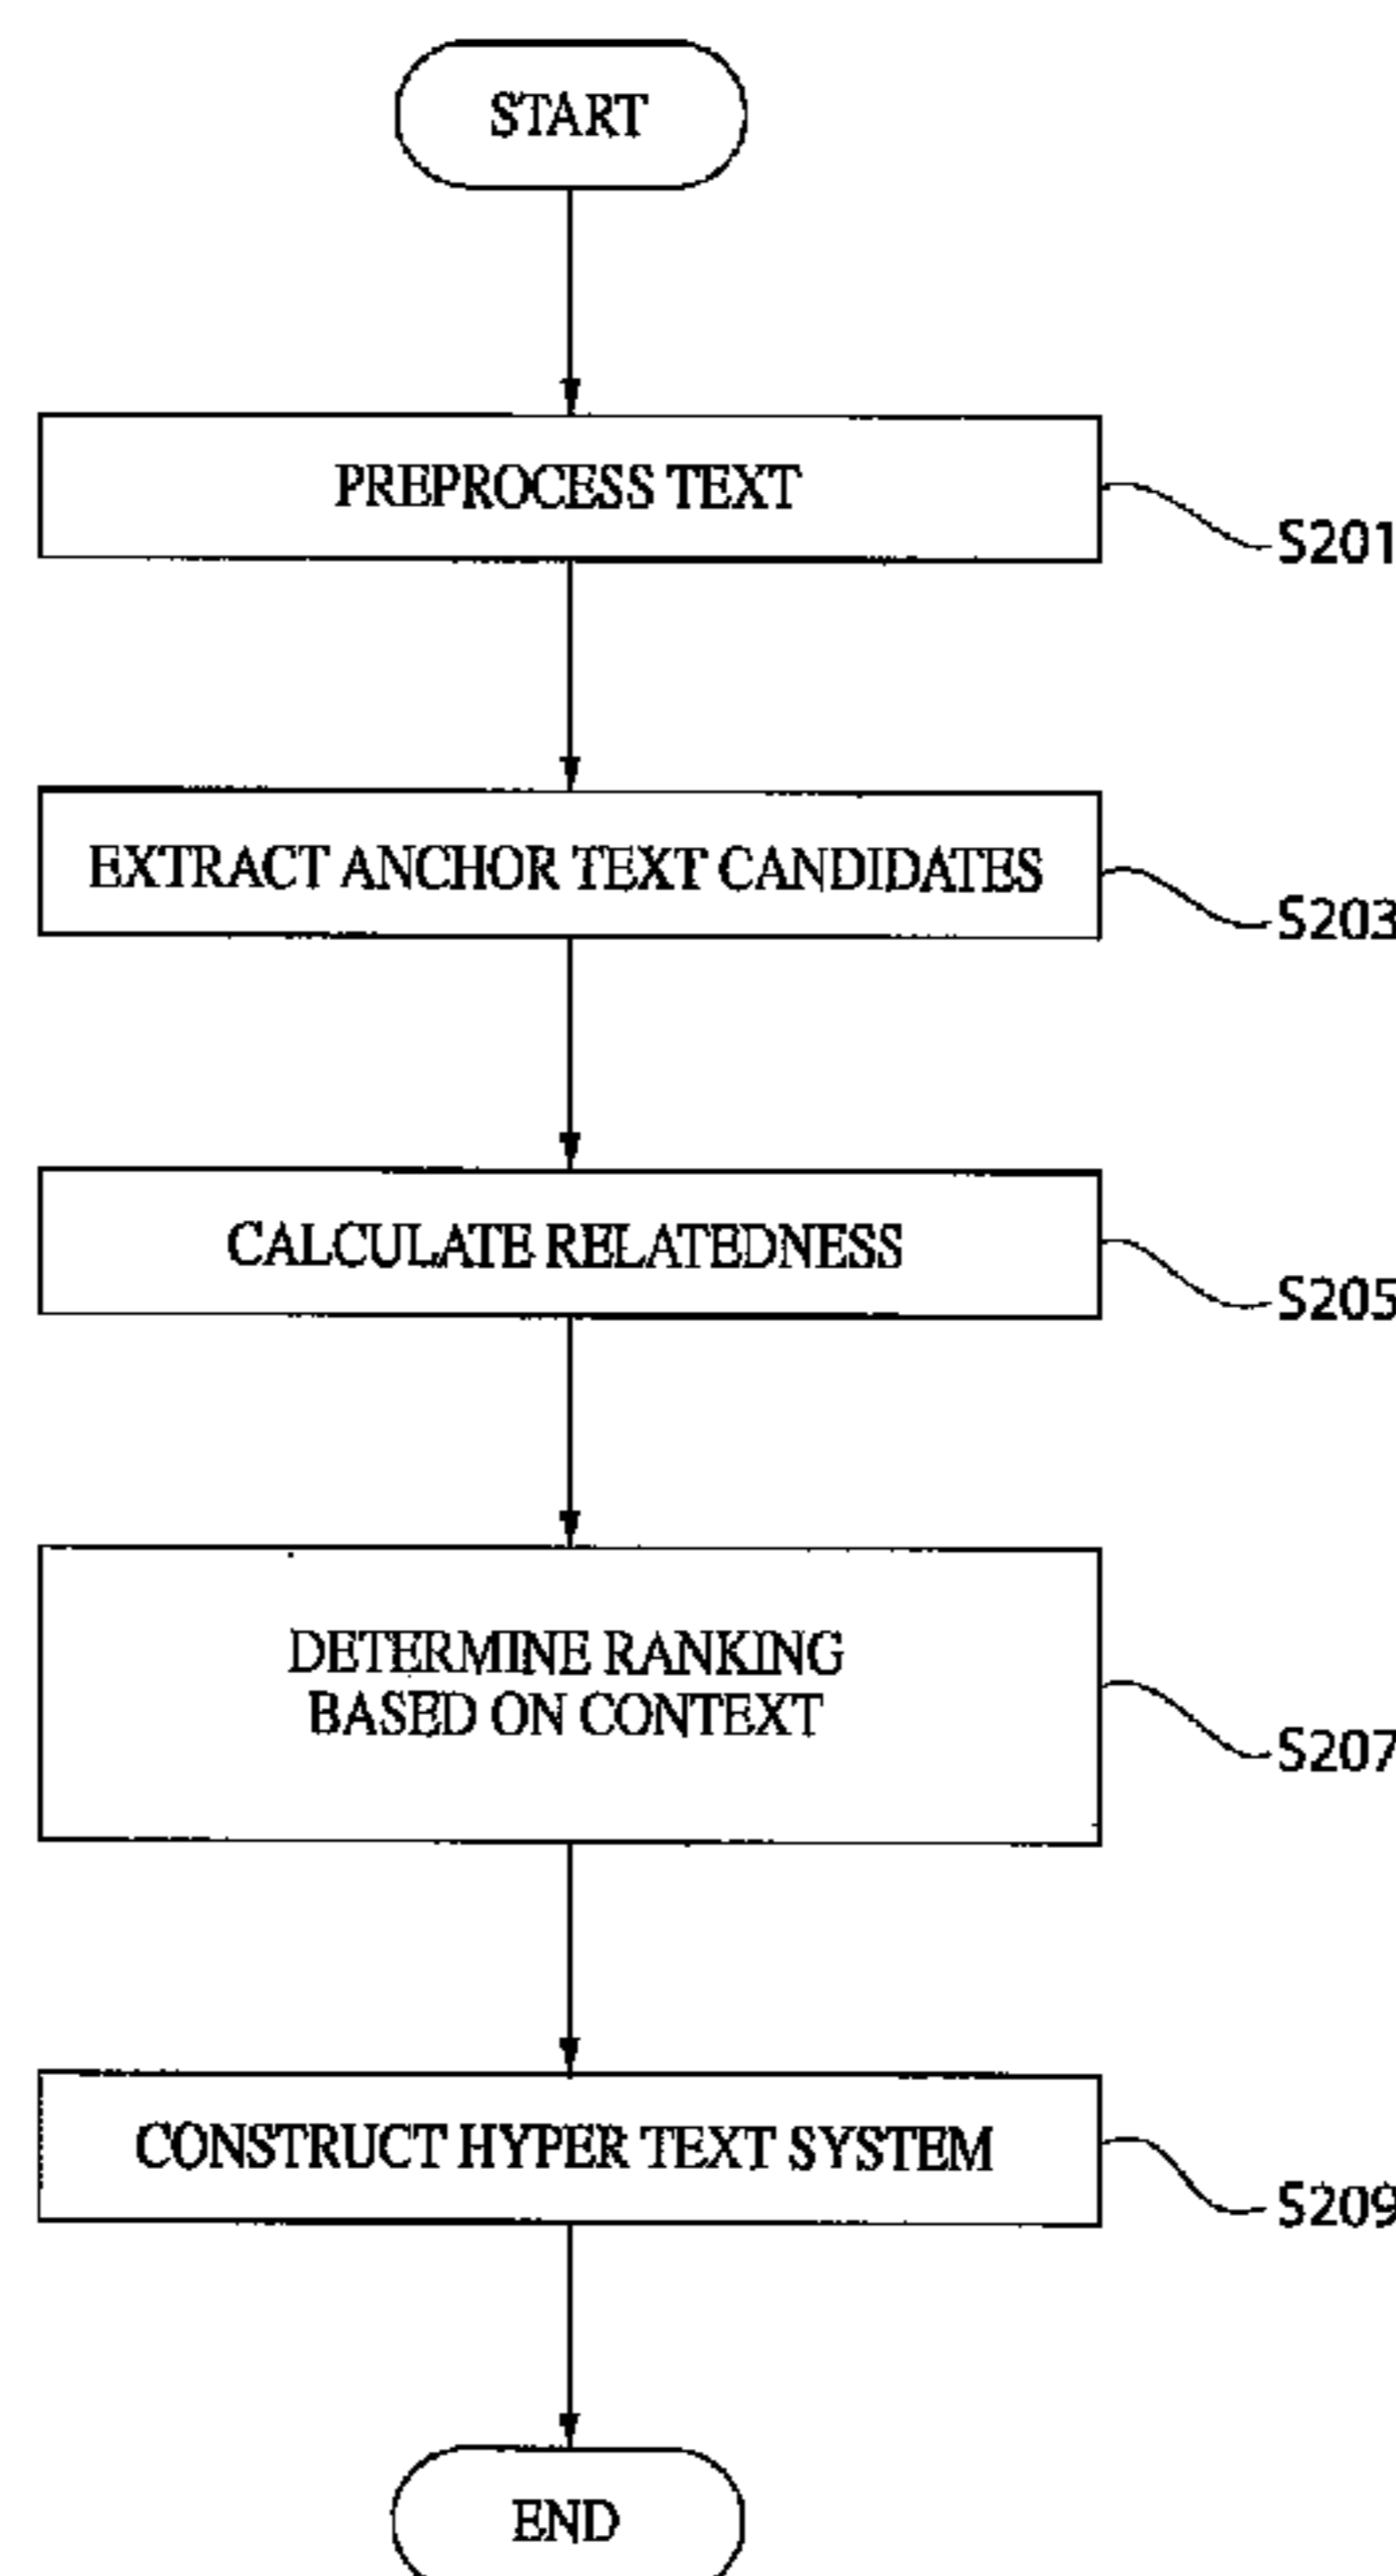 START
PREPROCESS TEXT
S201
EXTRACT ANCHOR TEXT CANDIDATES
S203
CALCULATE RELATEDNESS
S205
DETERMINE RANKING
BASED ON CONTEXT
S207
CONSTRUCT HYPER TEXT SYSTEM
S209
END